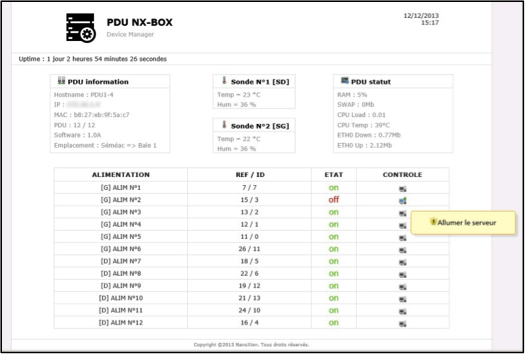 PDU NX-BOX
Device Manager
12/12/2013
15:17
Uptime : 1 jour 2 heures 54 minutes 26 secondes
PDU information
Hostname : PDU1-4
IP :
MAC : b8:27:eb:9f:5a:c7
PDU : 12 / 12
Software : 1.0A
Emplacement : Séméac => Baie 1
Sonde N°1 [SD]
Temp = 23 °C
Hum = 36 %
Sonde N°2 [SG]
Temp = 22 °C
Hum = 36 %
PDU statut
RAM : 5%
SWAP : 0Mb
CPU Load : 0.01
CPU Temp : 39°C
ETH0 Down : 0.77Mb
ETH0 Up : 2.12Mb
ALIMENTATION REF / ID ETAT CONTROLE
[G] ALIM N°1 7 / 7 on
[G] ALIM N°2 15 / 3 off
[G] ALIM N°3 13 / 2 on
[G] ALIM N°4 12 / 1 on
[G] ALIM N°5 11 / 0 on
[G] ALIM N°6 26 / 11 on
[D] ALIM N°7 18 / 5 on
[D] ALIM N°8 22 / 6 on
[D] ALIM N°9 19 / 12 on
[D] ALIM N°10 21 / 13 on
[D] ALIM N°11 24 / 10 on
[D] ALIM N°12 16 / 4 on
Allumer le serveur
Copyright ©2013 Nanxilion. Tous droits réservés.